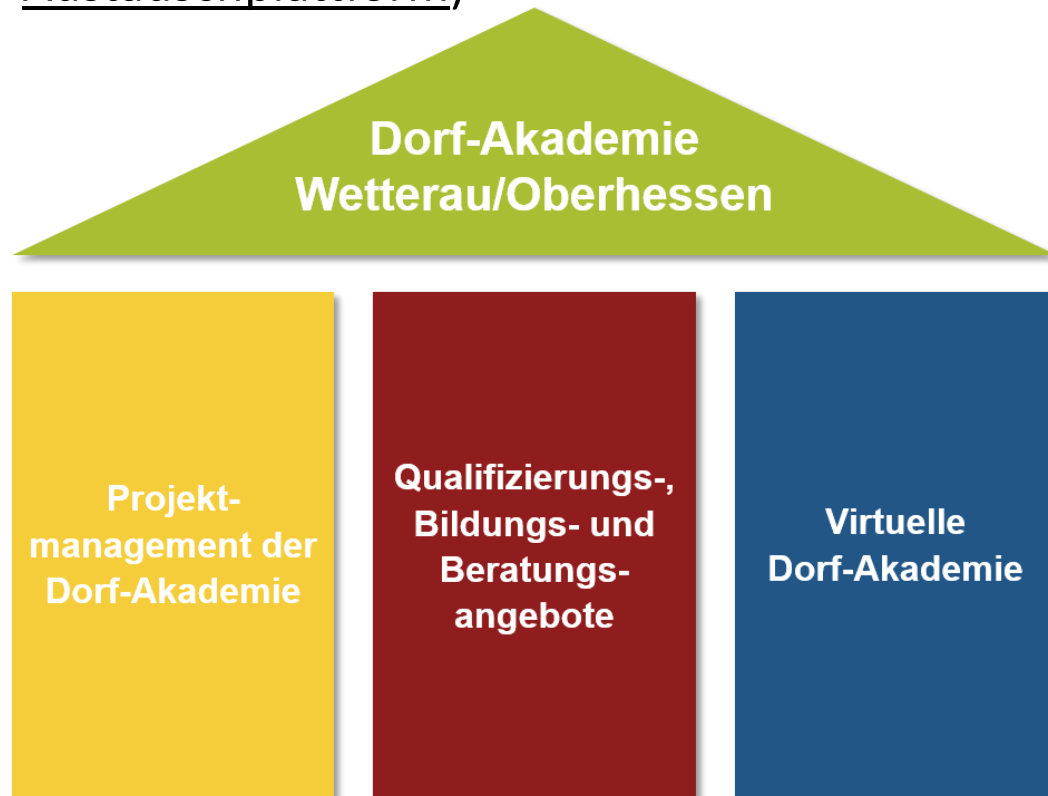 Dorf-Akademie
Wetterau/Oberhessen
Projekt-
management der
Dorf-Akademie
Qualifizierungs-,
Bildungs- und
Beratungs-
angebote
Virtuelle
Dorf-Akademie